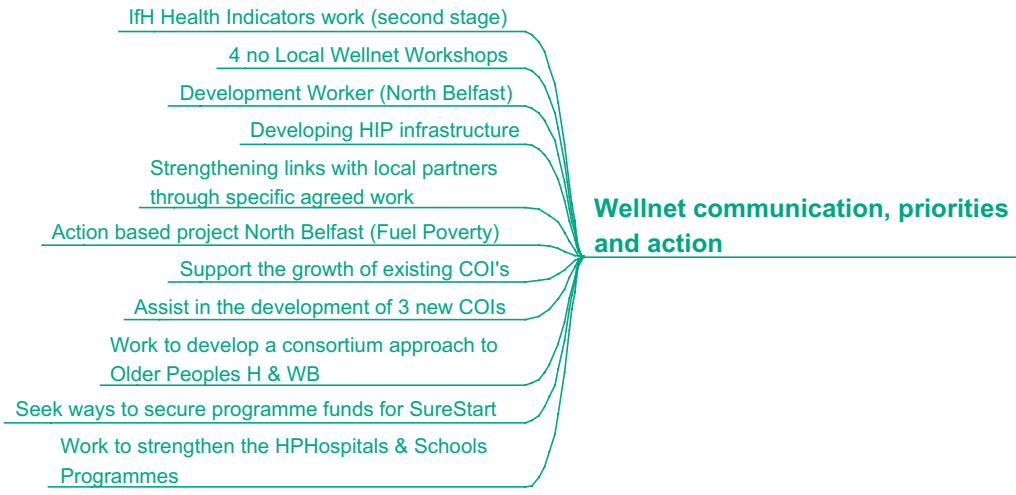 IfH Health Indicators work (second stage)
4 no Local Wellnet Workshops
Development Worker (North Belfast)
Developing HIP infrastructure
Strengthening links with local partners
through specific agreed work
Action based project North Belfast (Fuel Poverty)
Support the growth of existing COI's
Assist in the development of 3 new COIs
Work to develop a consortium approach to
Older Peoples H & WB
Seek ways to secure programme funds for SureStart
Work to strengthen the HPHospitals & Schools
Programmes
Wellnet communication, priorities
and action